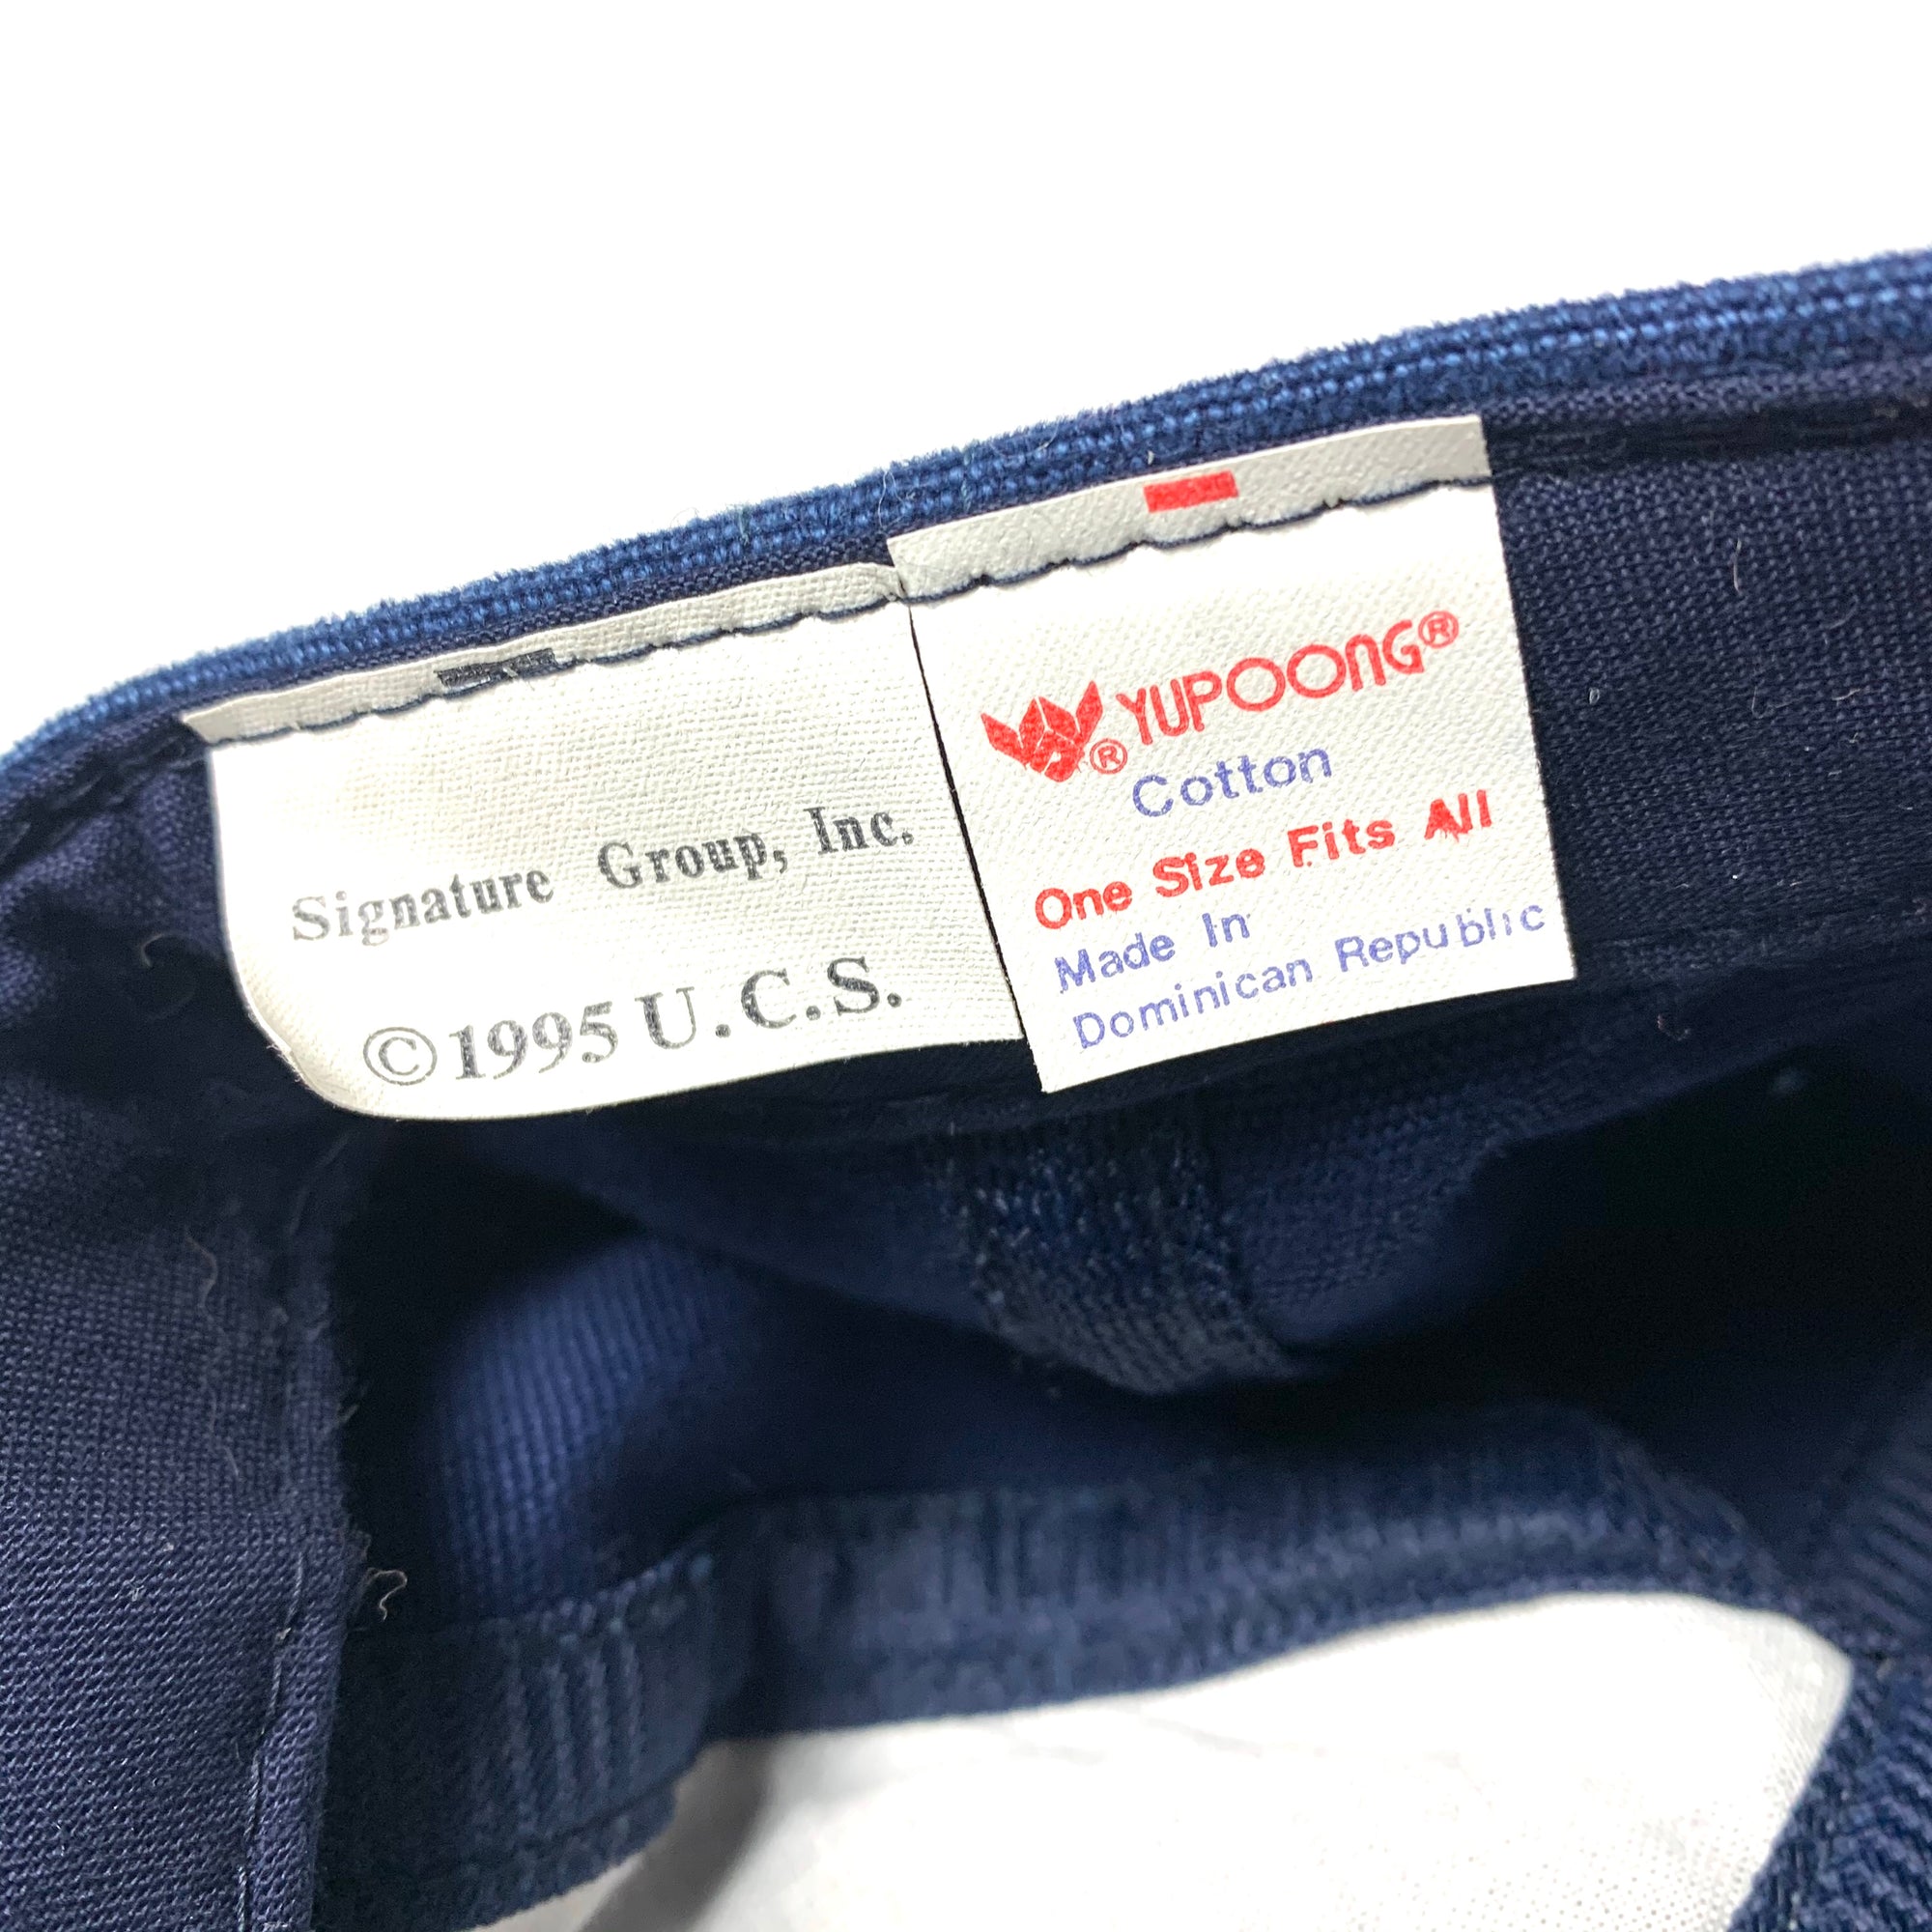 Signature Group, Inc.
©1995 U.C.S.
® YUPOONG®
Cotton
One Size Fits All
Made In
Dominican Republic